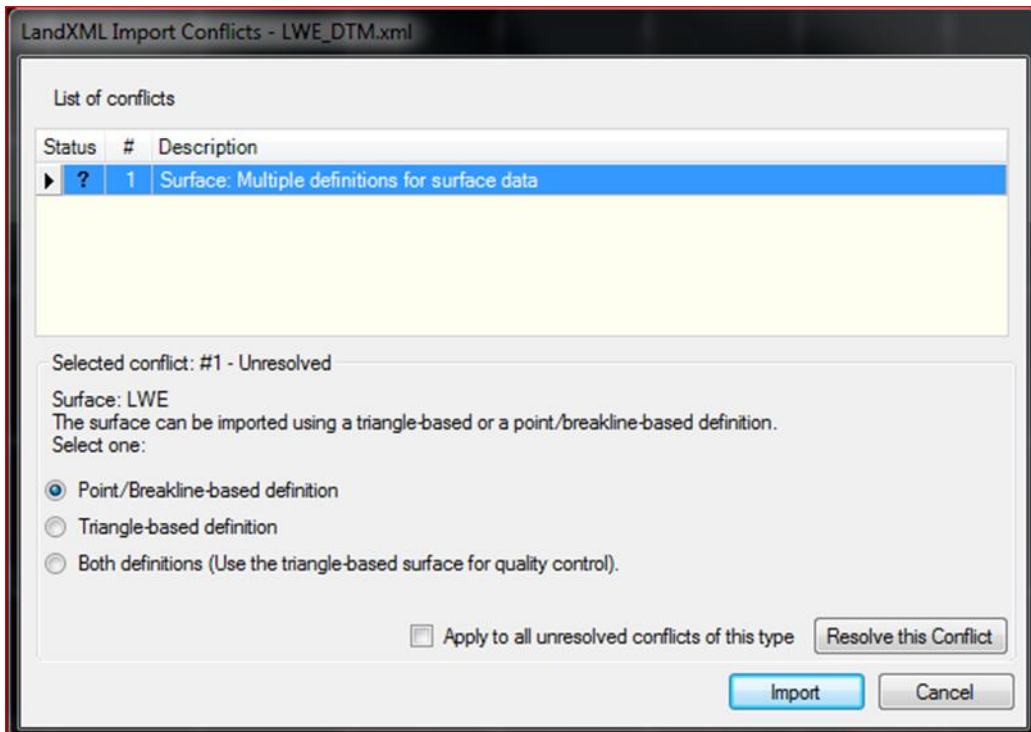 LandXML Import Conflicts - LWE_DTM.xml
List of conflicts
Status # Description
? 1 Surface: Multiple definitions for surface data
Selected conflict: #1 - Unresolved
Surface: LWE
The surface can be imported using a triangle-based or a point/breakline-based definition.
Select one:
Point/Breakline-based definition
Triangle-based definition
Both definitions (Use the triangle-based surface for quality control).
Apply to all unresolved conflicts of this type Resolve this Conflict
Import Cancel